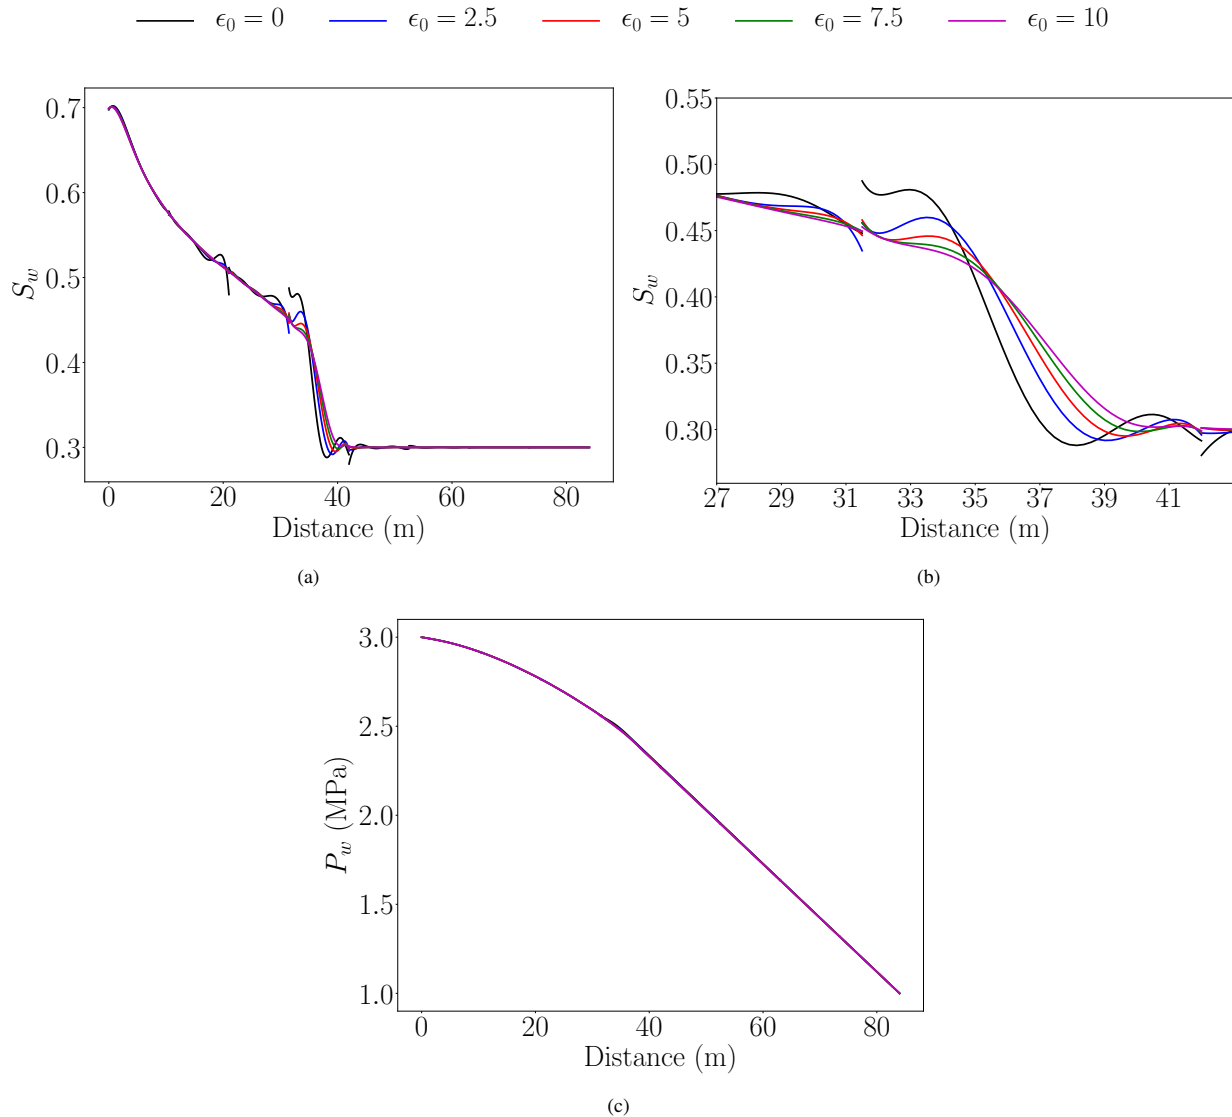 ϵ₀ = 0 ϵ₀ = 2.5 ϵ₀ = 5 ϵ₀ = 7.5 ϵ₀ = 10
0.7
0.6
0.5
0.4
0.3
S_w
0 20 40 60 80
Distance (m)
(a)
0.55
0.50
0.45
0.40
0.35
0.30
S_w
27 29 31 33 35 37 39 41
Distance (m)
(b)
3.0
2.5
2.0
1.5
1.0
P_w (MPa)
0 20 40 60 80
Distance (m)
(c)